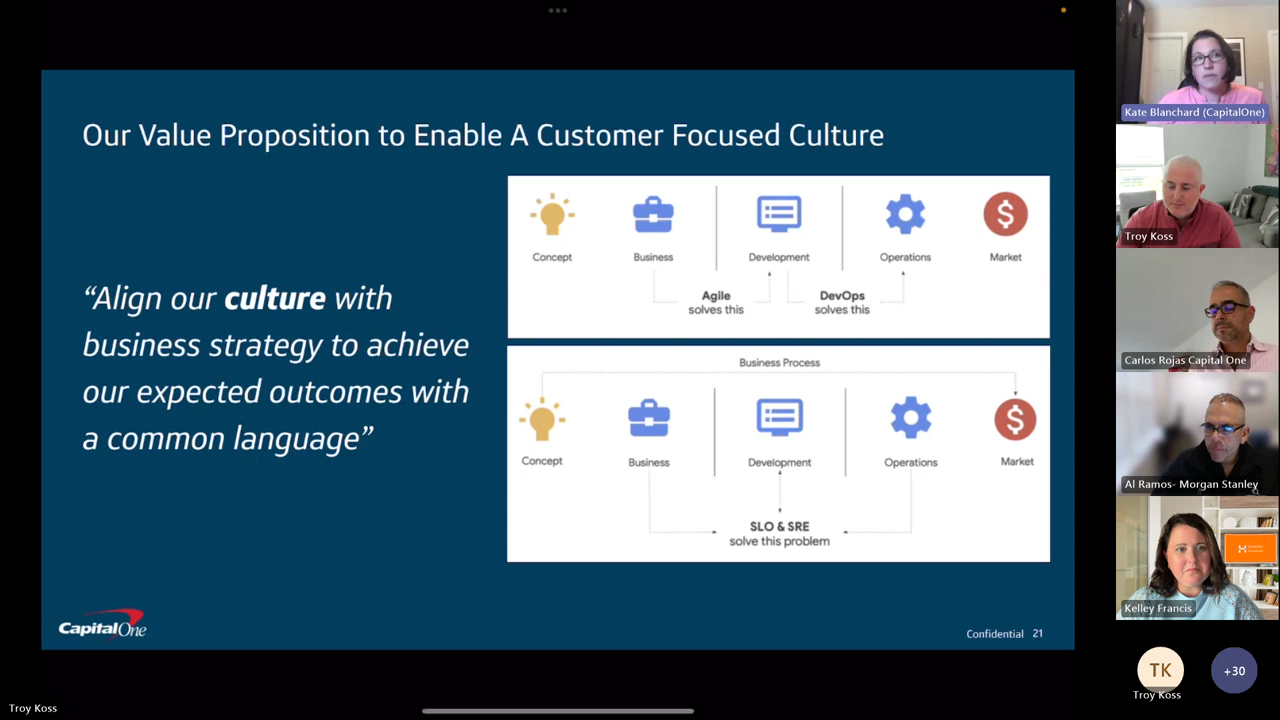 Our Value Proposition to Enable A Customer Focused Culture
“Align our culture with
business strategy to achieve
our expected outcomes with
a common language”
Concept
Business
Development
Operations
Market
Agile
solves this
DevOps
solves this
Business Process
Concept
Business
Development
Operations
Market
SLO & SRE
solve this problem
CapitalOne
Confidential 21
Kate Blanchard (CapitalOne)
Troy Koss
Carlos Rojas Capital One
Al Ramos- Morgan Stanley
Kelley Francis
TK
Troy Koss
+30
Troy Koss